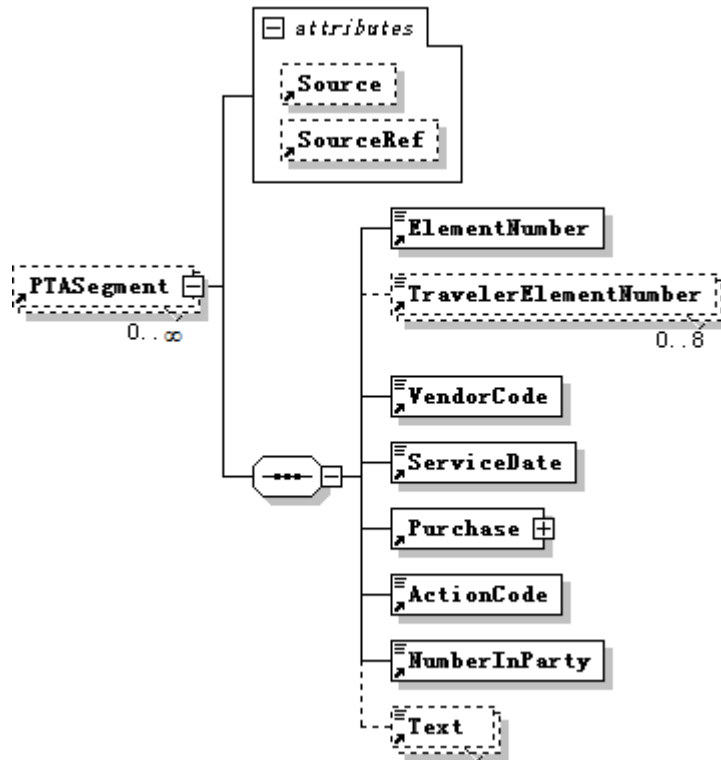 attributes
Source
SourceRef
PTASegment
0..∞
ElementNumber
TravelerElementNumber
0..8
VendorCode
ServiceDate
Purchase
ActionCode
NumberInParty
Text